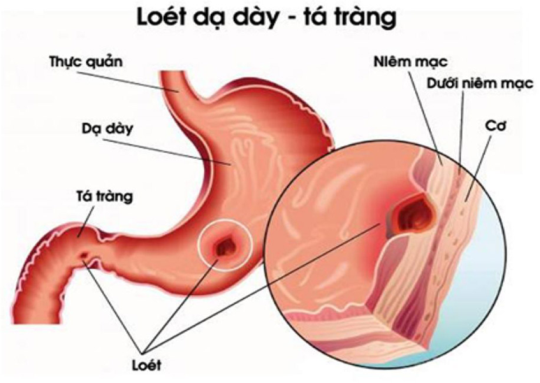 Loét dạ dày - tá tràng
Thực quản
Niêm mạc
Dưới niêm mạc
Dạ dày
Cơ
Tá tràng
Loét